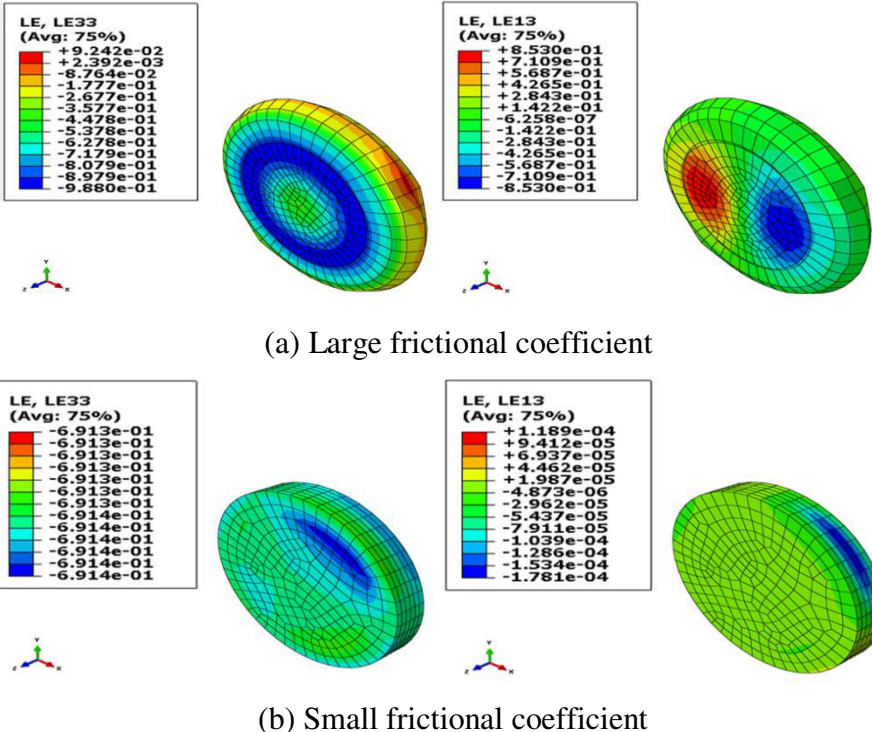 LE, LE33
(Avg: 75%)
+9.242e-02
+2.392e-03
-8.764e-02
-1.777e-01
-2.677e-01
-3.577e-01
-4.478e-01
-5.378e-01
-6.278e-01
-7.179e-01
-8.079e-01
-8.979e-01
-9.880e-01
Y
Z
X
LE, LE13
(Avg: 75%)
+8.530e-01
+7.109e-01
+5.687e-01
+4.265e-01
+2.843e-01
+1.422e-01
-6.258e-07
-1.422e-01
-2.843e-01
-4.265e-01
-5.687e-01
-7.109e-01
-8.530e-01
Y
Z
X
(a) Large frictional coefficient
LE, LE33
(Avg: 75%)
-6.913e-01
-6.913e-01
-6.913e-01
-6.913e-01
-6.913e-01
-6.913e-01
-6.914e-01
-6.914e-01
-6.914e-01
-6.914e-01
-6.914e-01
-6.914e-01
-6.914e-01
Y
Z
X
LE, LE13
(Avg: 75%)
+1.189e-04
+9.412e-05
+6.937e-05
+4.462e-05
+1.987e-05
-4.873e-06
-2.962e-05
-5.437e-05
-7.911e-05
-1.039e-04
-1.286e-04
-1.534e-04
-1.781e-04
Y
Z
X
(b) Small frictional coefficient